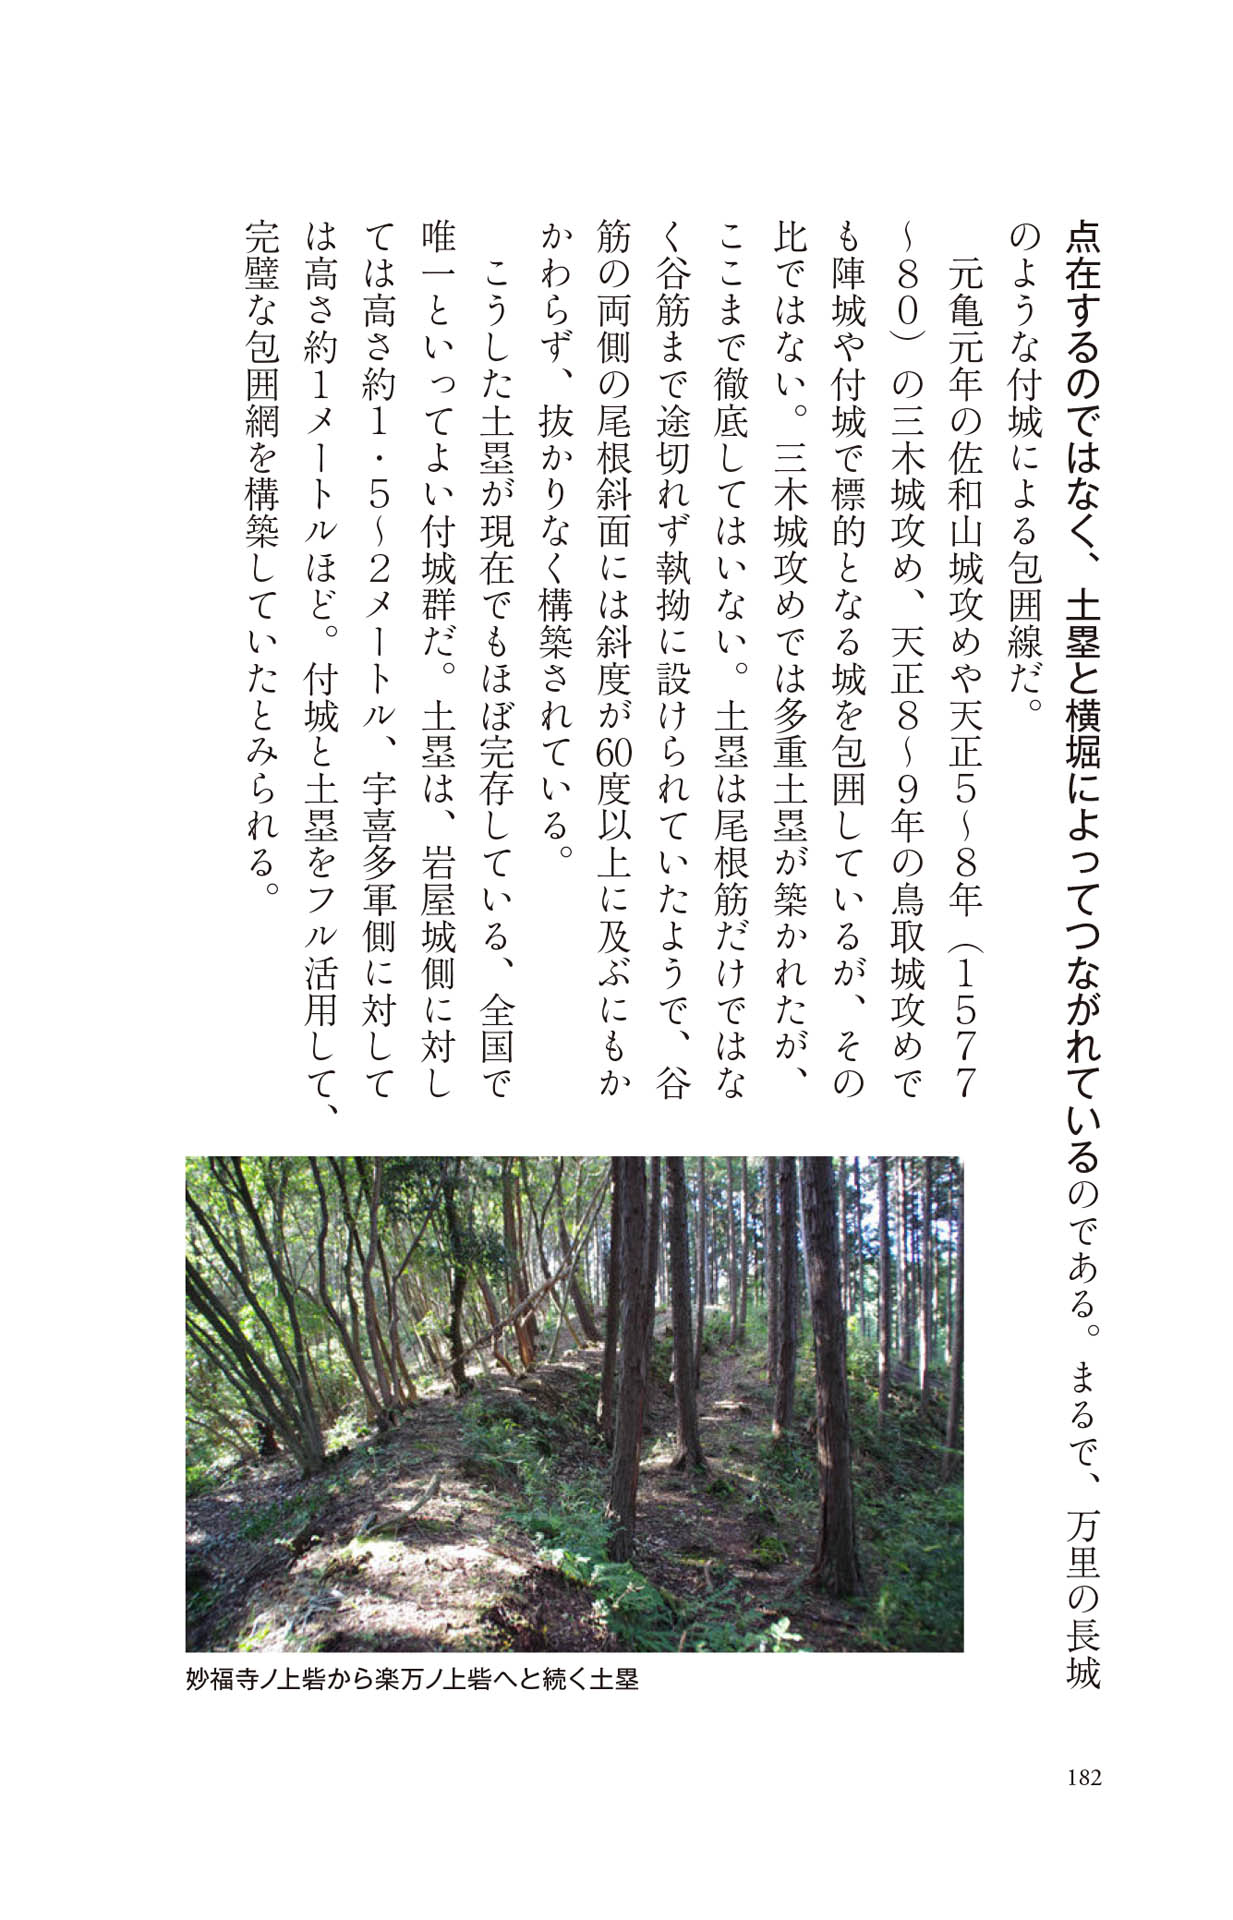 点在するのではなく、土塁と横堀によってつながれているのである。まるで、万里の長城
のような付城による包囲線だ。
　元亀元年の佐和山城攻めや天正５～８年（１５７７
～８０）の三木城攻め、天正８～９年の鳥取城攻めで
も陣城や付城で標的となる城を包囲しているが、その
比ではない。三木城攻めでは多重土塁が築かれたが、
ここまで徹底してはいない。土塁は尾根筋だけではな
く谷筋まで途切れず執拗に設けられていたようで、谷
筋の両側の尾根斜面には斜度が60度以上に及ぶにもか
かわらず、抜かりなく構築されている。
　こうした土塁が現在でもほぼ完存している、全国で
唯一といってよい付城群だ。土塁は、岩屋城側に対し
ては高さ約１・５～２メートル、宇喜多軍側に対して
は高さ約１メートルほど。付城と土塁をフル活用して、
完璧な包囲網を構築していたとみられる。
妙福寺ノ上砦から楽万ノ上砦へと続く土塁
182